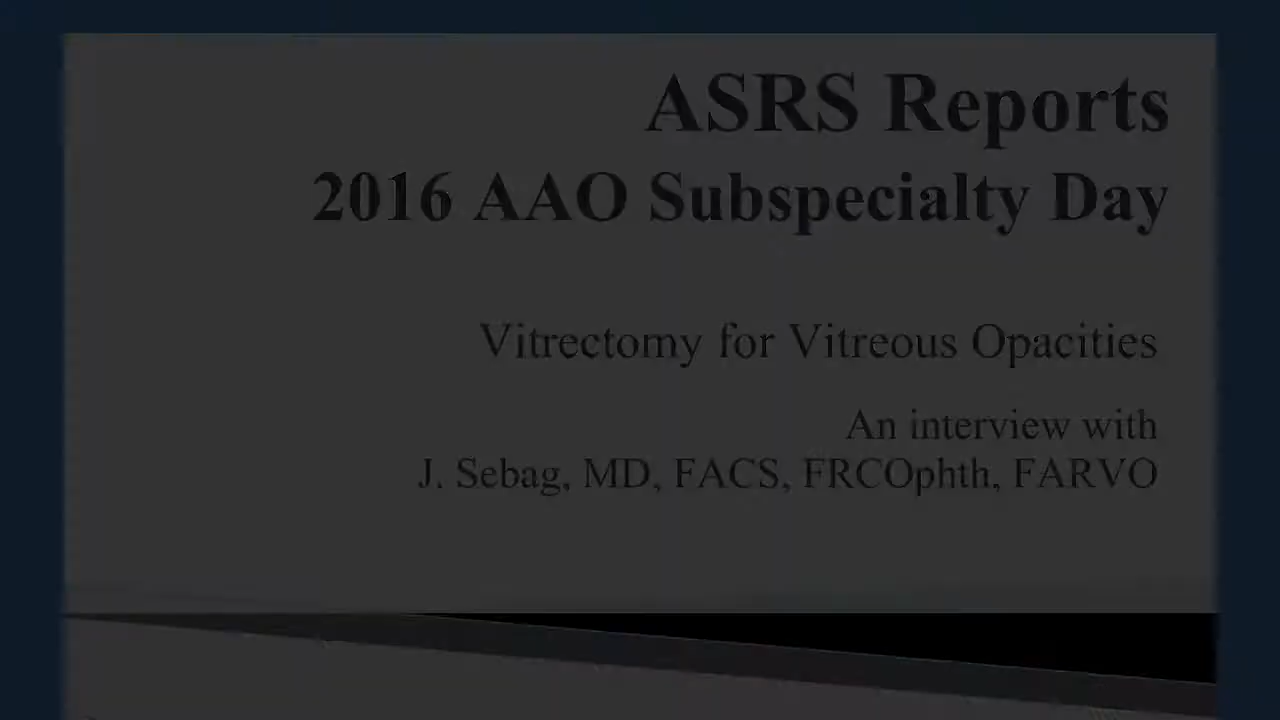 ASRS Reports
2016 AAO Subspecialty Day
Vitrectomy for Vitreous Opacities
An interview with
J. Sebag, MD, FACS, FRCOphth, FARVO